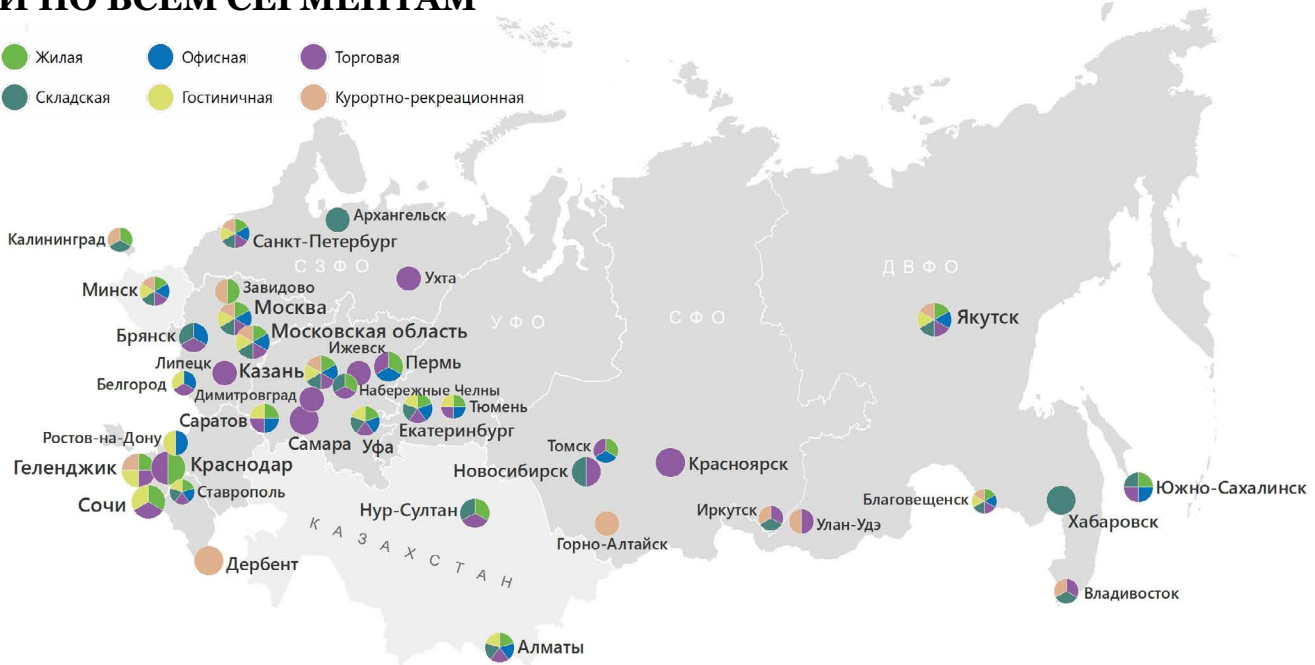 И ПО ВСЕМ СЕГМЕНТАМ
Жилая
Офисная
Торговая
Складская
Гостиничная
Курортно-рекреационная
Архангельск
Калининград
Санкт-Петербург
СЗФО
ДВФО
Ухта
Минск
Завидово
Москва
УФО
СФО
Якутск
Брянск
Московская область
Ижевск
Липецк
Казань
Пермь
Белгород
Набережные Челны
Димитровград
Тюмень
Саратов
Екатеринбург
Самара
Уфа
Ростов-на-Дону
Томск
Геленджик
Краснодар
Новосибирск
Красноярск
Ставрополь
Сочи
Нур-Султан
Иркутск
Улан-Удэ
Благовещенск
Южно-Сахалинск
Хабаровск
КАЗАХСТАН
Горно-Алтайск
Дербент
Владивосток
Алматы